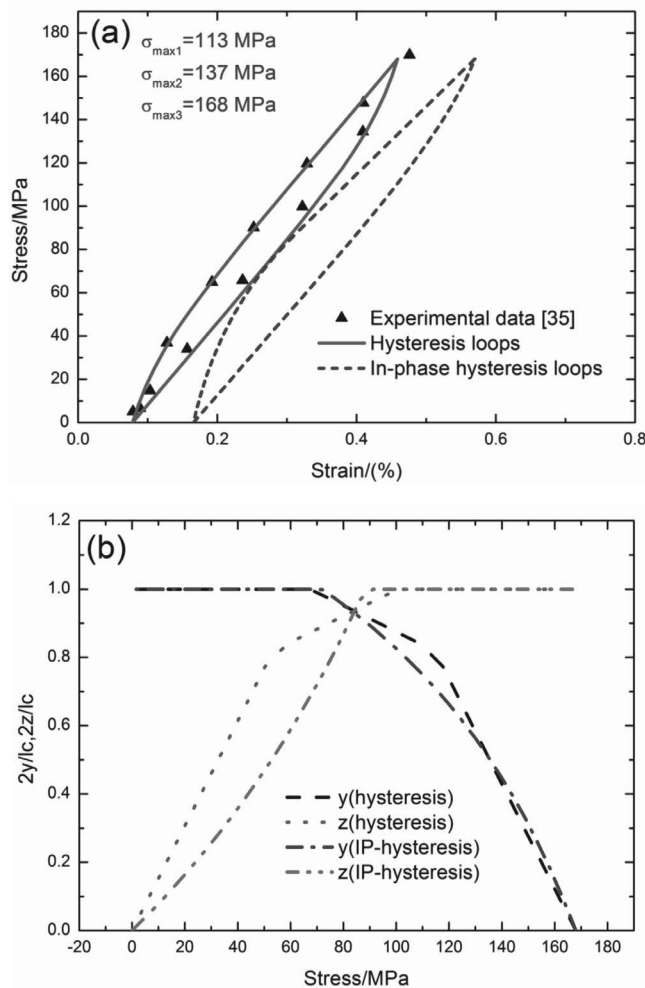 (a)
σmax1=113 MPa
σmax2=137 MPa
σmax3=168 MPa
180
160
140
120
100
80
60
40
20
0
Stress/MPa
Experimental data [35]
Hysteresis loops
In-phase hysteresis loops
0.0 0.2 0.4 0.6 0.8
Strain/(%)
(b)
1.2
1.0
0.8
0.6
0.4
0.2
0.0
2y/lc,2z/lc
y(hysteresis)
z(hysteresis)
y(IP-hysteresis)
z(IP-hysteresis)
-20 0 20 40 60 80 100 120 140 160 180
Stress/MPa